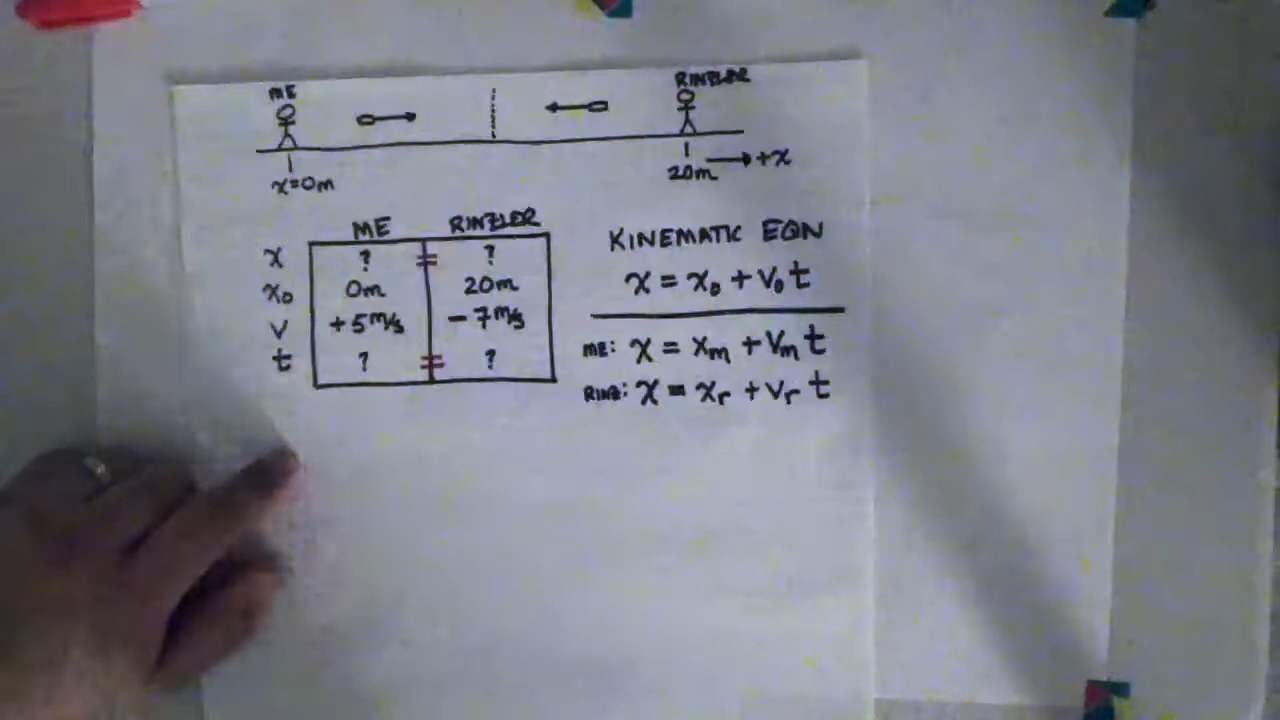 ME
RINZLER
x=0m
20m
+x
ME RINZLER
x ? = ?
x₀ 0m 20m
v +5m/s -7m/s
t ? = ?
KINEMATIC EQN
x = x₀ + v₀t
ME: x = xₘ + vₘt
RINZ: x = xᵣ + vᵣt